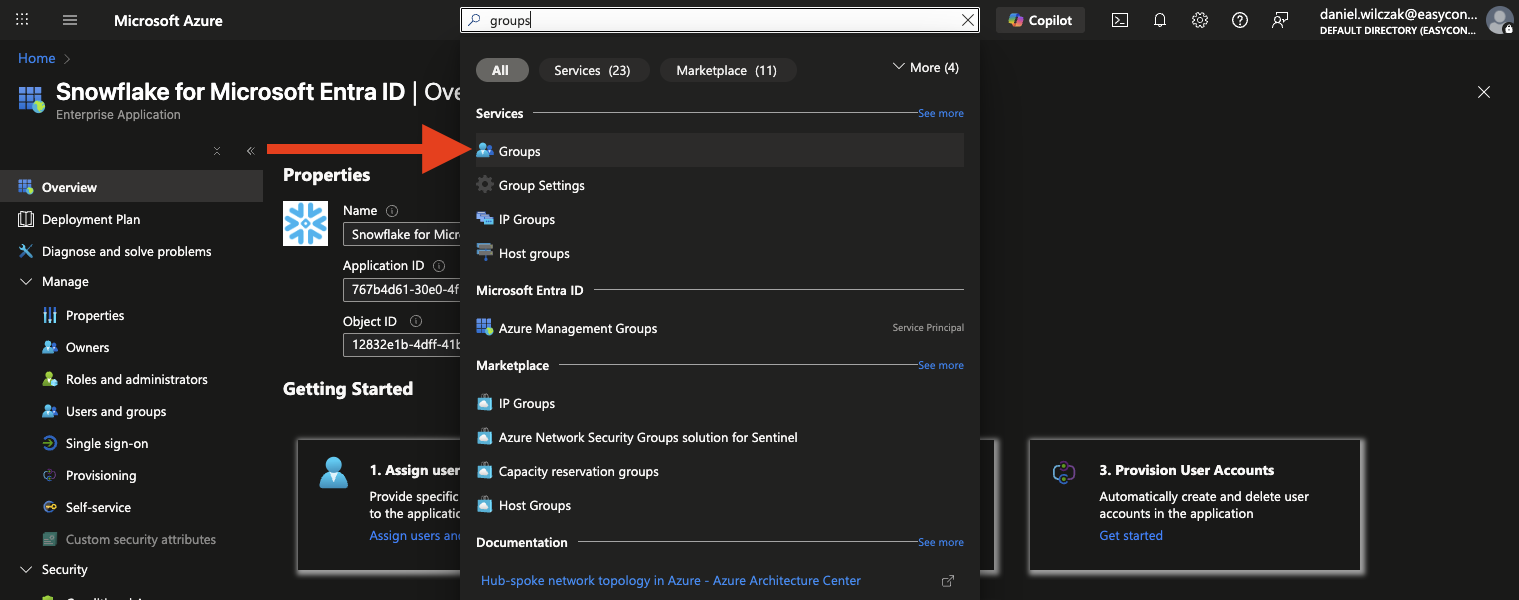 Microsoft Azure
groups
Copilot
daniel.wilczak@easycon...
DEFAULT DIRECTORY (EASYCON...
Home
Snowflake for Microsoft Entra ID | Ove
Enterprise Application
Overview
Deployment Plan
Diagnose and solve problems
Manage
Properties
Owners
Roles and administrators
Users and groups
Single sign-on
Provisioning
Self-service
Custom security attributes
Security
Properties
Name
Snowflake for Micr
Application ID
767b4d61-30e0-4f
Object ID
12832e1b-4dff-41b
Getting Started
1. Assign user
Provide specific
to the applicatio
Assign users and
All
Services (23)
Marketplace (11)
More (4)
Services
See more
Groups
Group Settings
IP Groups
Host groups
Microsoft Entra ID
Azure Management Groups
Service Principal
Marketplace
See more
IP Groups
Azure Network Security Groups solution for Sentinel
Capacity reservation groups
Host Groups
Documentation
See more
Hub-spoke network topology in Azure - Azure Architecture Center
3. Provision User Accounts
Automatically create and delete user
accounts in the application
Get started